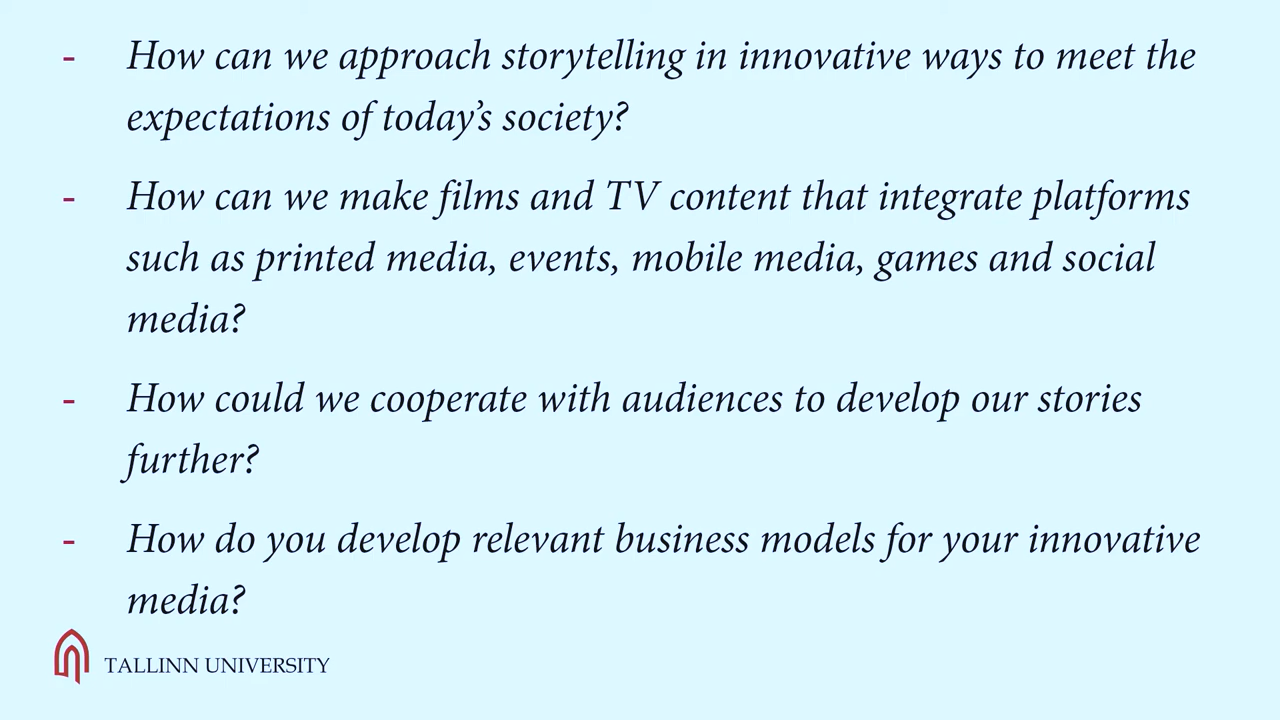 - How can we approach storytelling in innovative ways to meet the
expectations of today’s society?
- How can we make films and TV content that integrate platforms
such as printed media, events, mobile media, games and social
media?
- How could we cooperate with audiences to develop our stories
further?
- How do you develop relevant business models for your innovative
media?
TALLINN UNIVERSITY